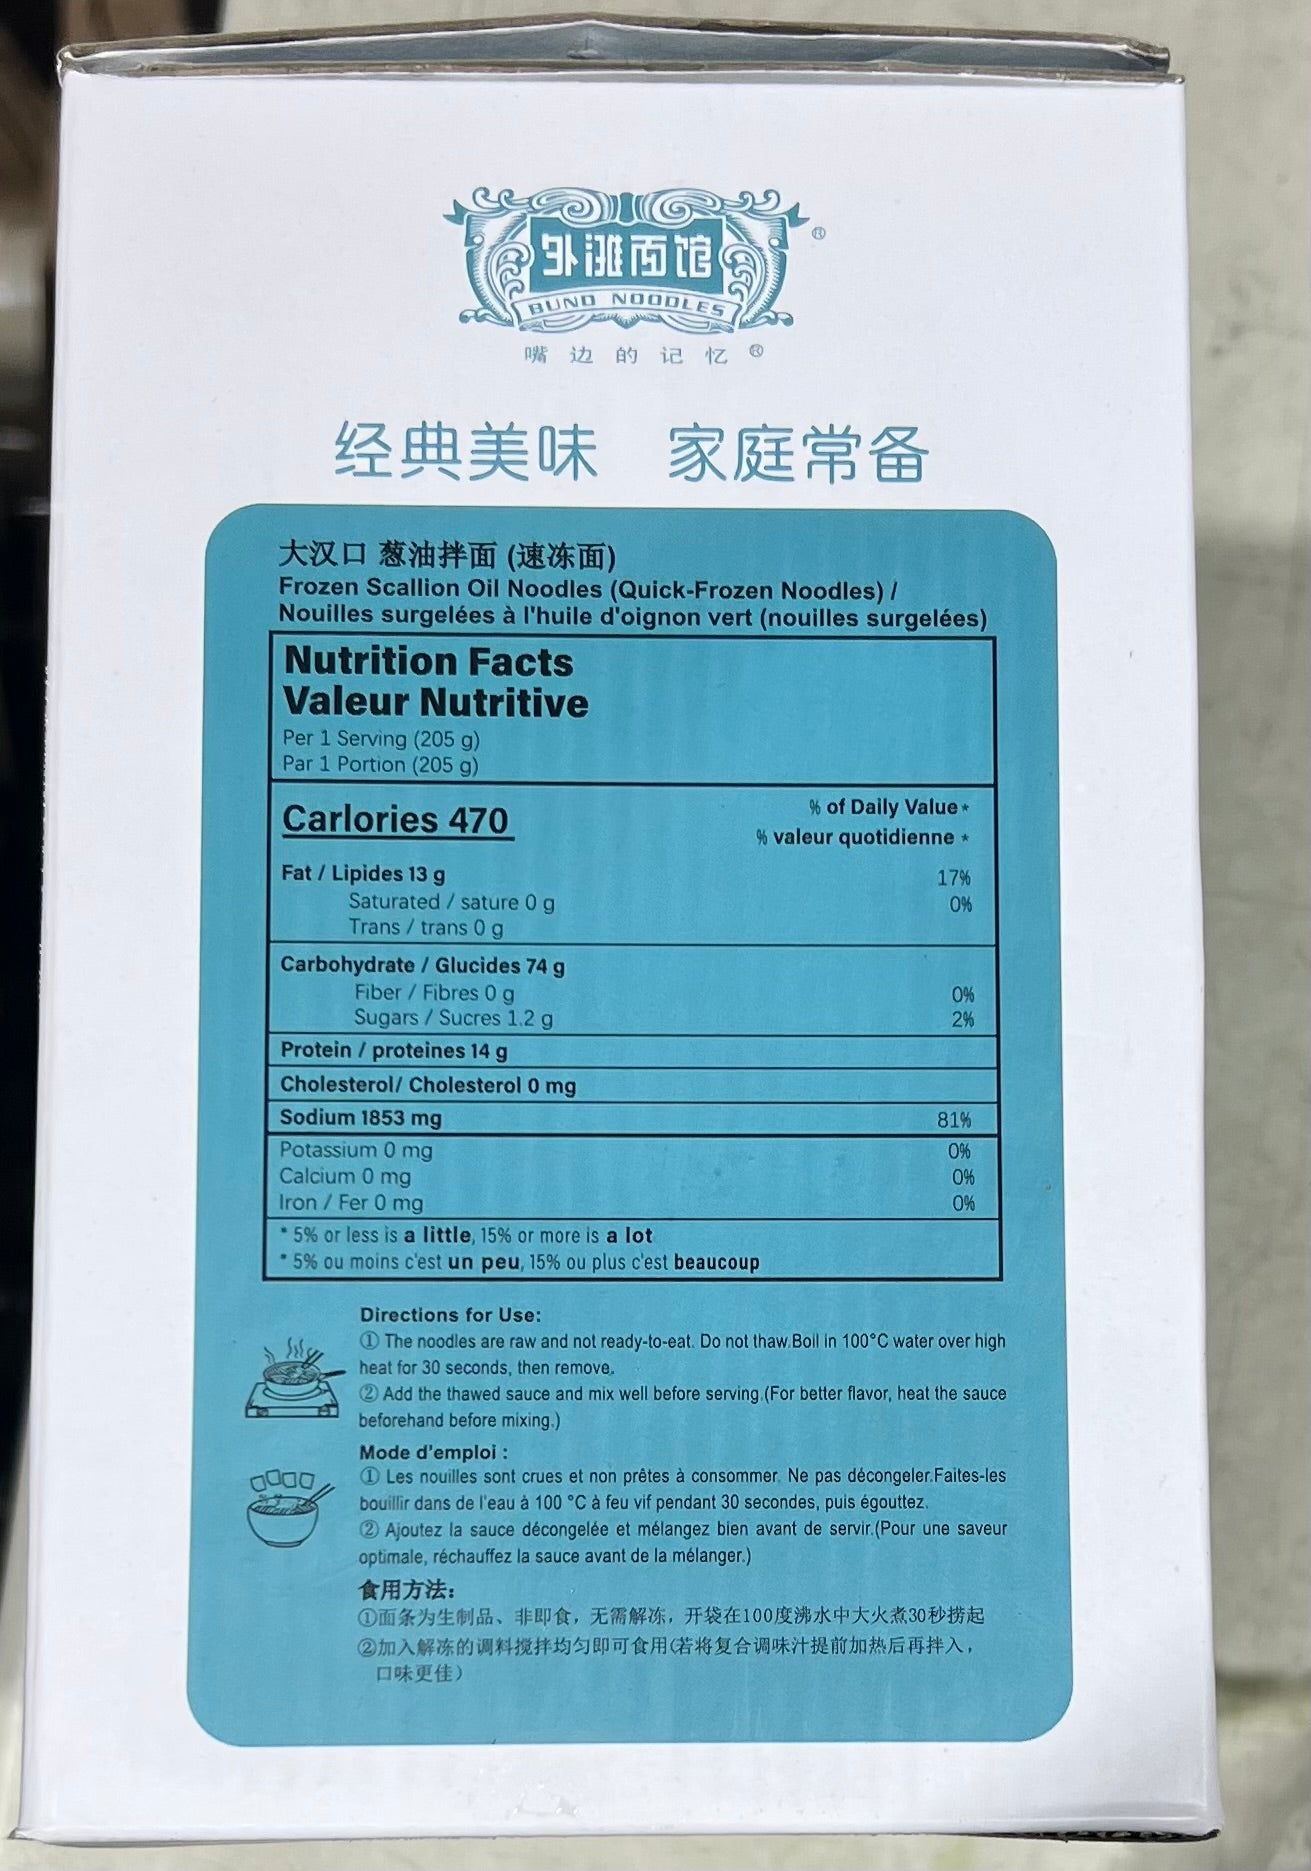 外滩面馆
®
BUND NOODLES
嘴边的记忆 ®
经典美味 家庭常备
大汉口 葱油拌面 (速冻面)
Frozen Scallion Oil Noodles (Quick-Frozen Noodles) /
Nouilles surgelées à l'huile d'oignon vert (nouilles surgelées)
Nutrition Facts
Valeur Nutritive
Per 1 Serving (205 g)
Par 1 Portion (205 g)
Carlories 470
% of Daily Value *
% valeur quotidienne *
Fat / Lipides 13 g 17%
Saturated / sature 0 g 0%
Trans / trans 0 g
Carbohydrate / Glucides 74 g
Fiber / Fibres 0 g 0%
Sugars / Sucres 1.2 g 2%
Protein / proteines 14 g
Cholesterol/ Cholesterol 0 mg
Sodium 1853 mg 81%
Potassium 0 mg 0%
Calcium 0 mg 0%
Iron / Fer 0 mg 0%
* 5% or less is a little, 15% or more is a lot
* 5% ou moins c'est un peu, 15% ou plus c'est beaucoup
Directions for Use:
① The noodles are raw and not ready-to-eat. Do not thaw.Boil in 100°C water over high
heat for 30 seconds, then remove.
② Add the thawed sauce and mix well before serving.(For better flavor, heat the sauce
beforehand before mixing.)
Mode d'emploi :
① Les nouilles sont crues et non prêtes à consommer. Ne pas décongeler.Faites-les
bouillir dans de l'eau à 100 °C à feu vif pendant 30 secondes, puis égouttez.
② Ajoutez la sauce décongelée et mélangez bien avant de servir.(Pour une saveur
optimale, réchauffez la sauce avant de la mélanger.)
食用方法:
①面条为生制品、非即食，无需解冻，开袋在100度沸水中大火煮30秒捞起
②加入解冻的调料搅拌均匀即可食用(若将复合调味汁提前加热后再拌入，
口味更佳)